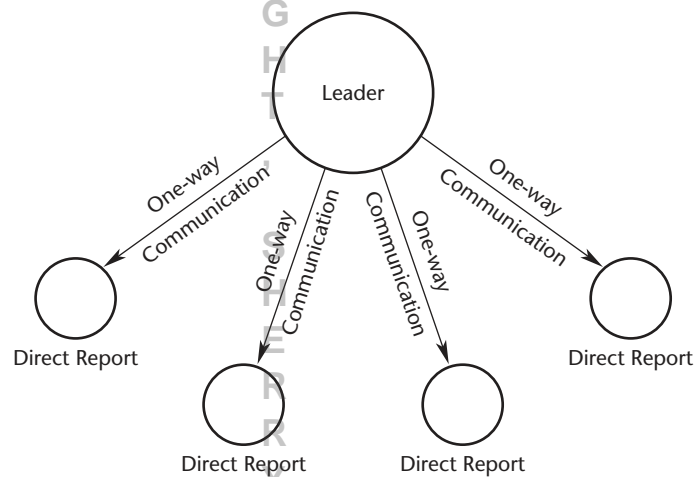 G
H
T
,
S
H
E
R
R
Y
Leader
One-way
Communication
One-way
Communication
One-way
Communication
One-way
Communication
Direct Report
Direct Report
Direct Report
Direct Report